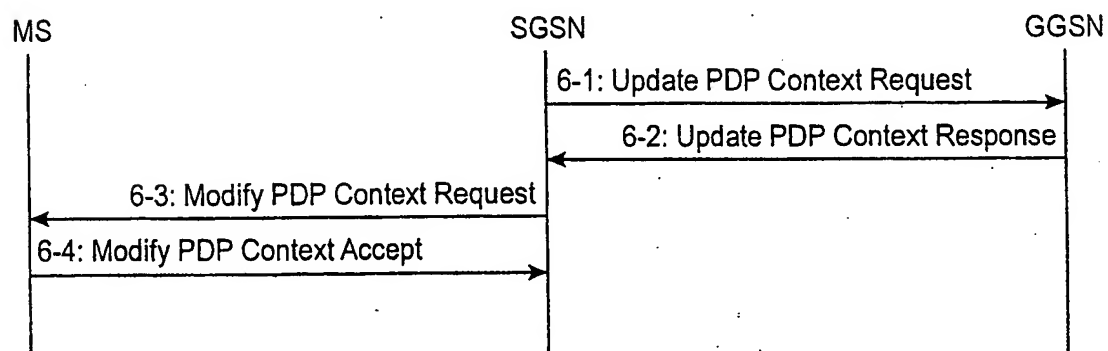 MS SGSN GGSN
6-1: Update PDP Context Request
6-2: Update PDP Context Response
6-3: Modify PDP Context Request
6-4: Modify PDP Context Accept